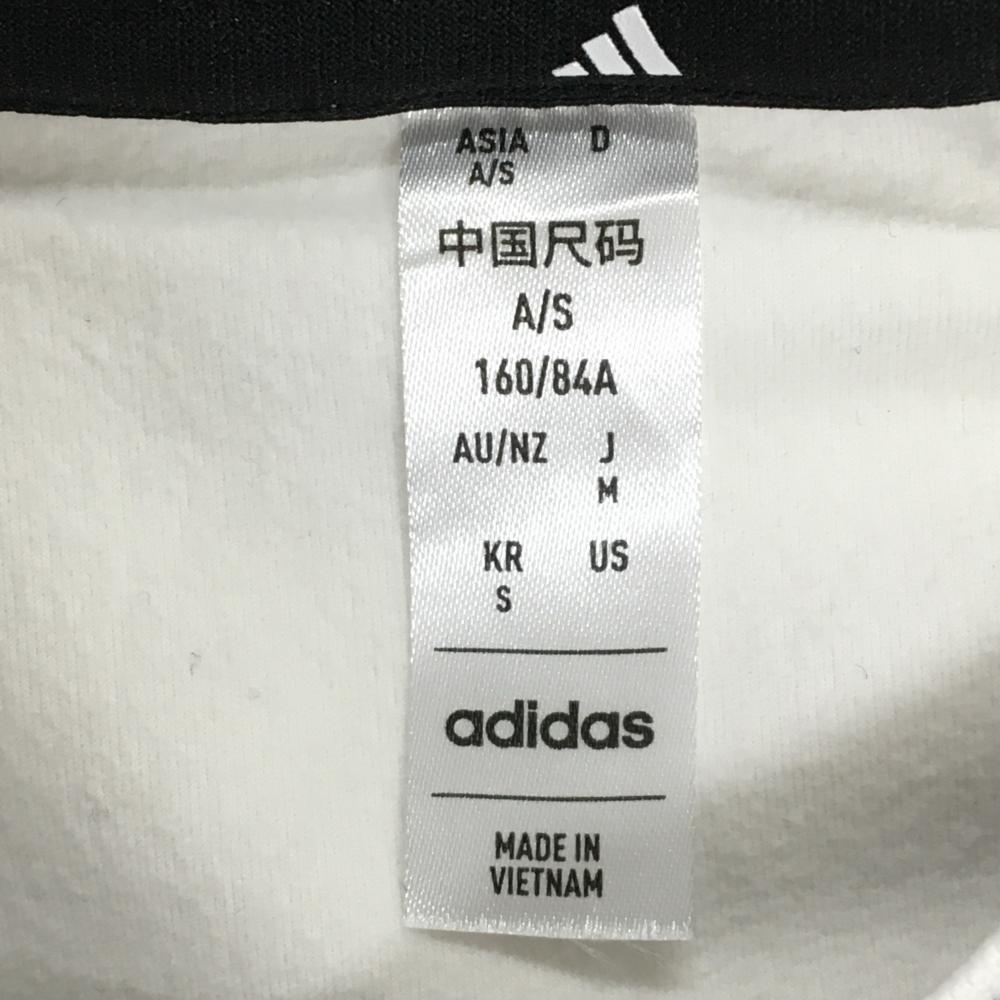 ASIA D
A/S
中国尺码
A/S
160/84A
AU/NZ J
M
KR US
S
adidas
MADE IN
VIETNAM